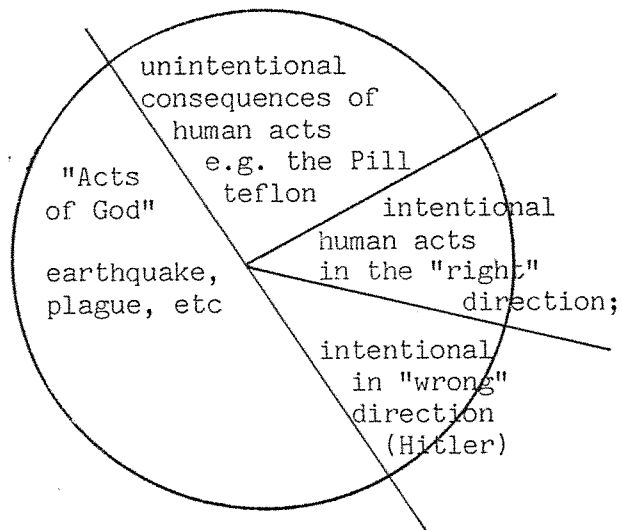 unintentional
consequences of
human acts
e.g. the Pill
teflon
"Acts
of God"
earthquake,
plague, etc
intentional
human acts
in the "right"
direction;
intentional
in "wrong"
direction
(Hitler)